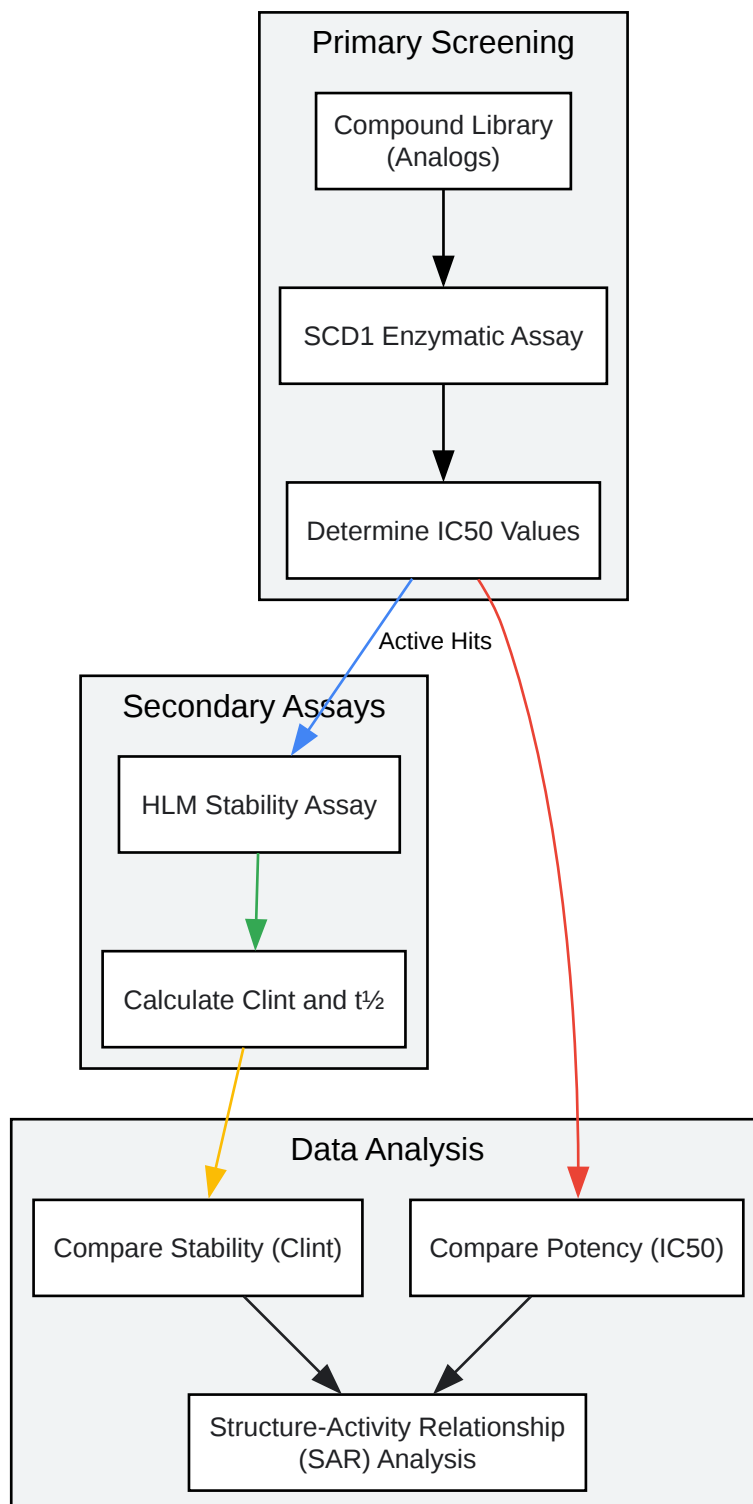 Primary Screening
Compound Library
(Analogs)
SCD1 Enzymatic Assay
Determine IC50 Values
Active Hits
Secondary Assays
HLM Stability Assay
Calculate Clint and t½
Data Analysis
Compare Stability (Clint)
Compare Potency (IC50)
Structure-Activity Relationship
(SAR) Analysis